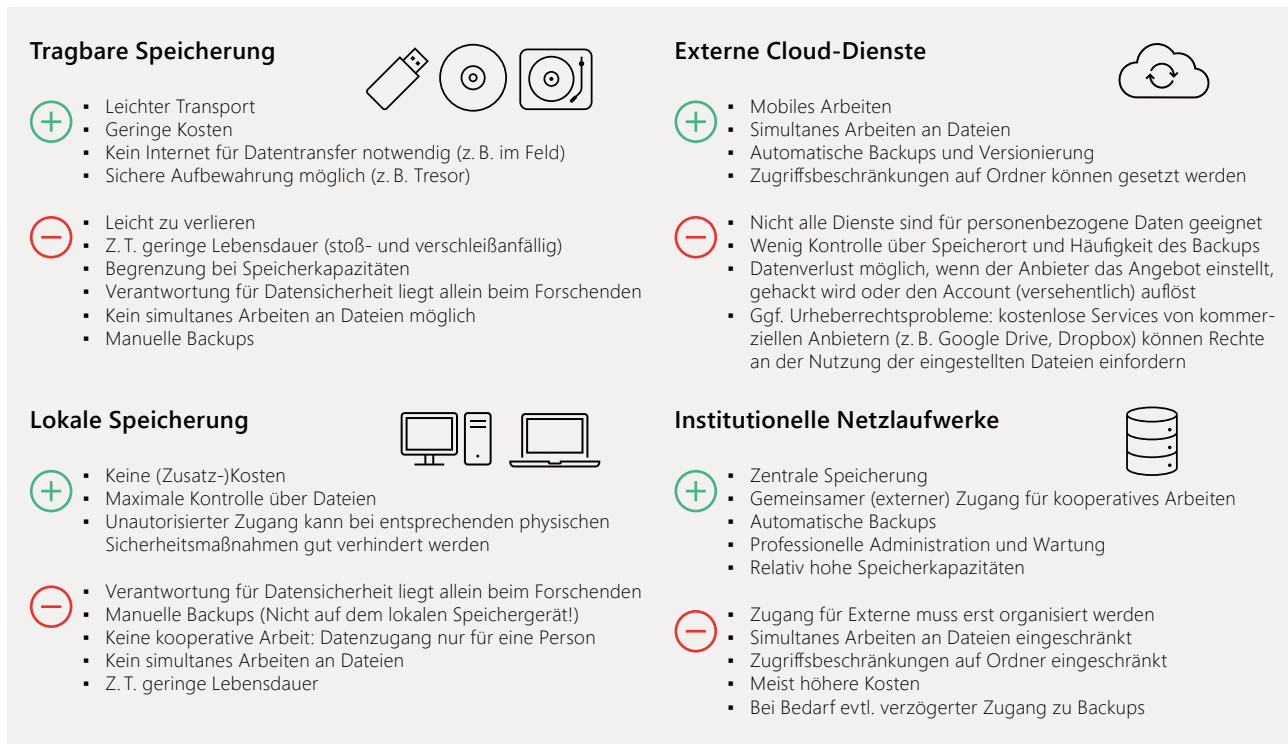 Tragbare Speicherung
▪ Leichter Transport
▪ Geringe Kosten
▪ Kein Internet für Datentransfer notwendig (z. B. im Feld)
▪ Sichere Aufbewahrung möglich (z. B. Tresor)
▪ Leicht zu verlieren
▪ Z. T. geringe Lebensdauer (stoß- und verschleißanfällig)
▪ Begrenzung bei Speicherkapazitäten
▪ Verantwortung für Datensicherheit liegt allein beim Forschenden
▪ Kein simultanes Arbeiten an Dateien möglich
▪ Manuelle Backups
Externe Cloud-Dienste
▪ Mobiles Arbeiten
▪ Simultanes Arbeiten an Dateien
▪ Automatische Backups und Versionierung
▪ Zugriffsbeschränkungen auf Ordner können gesetzt werden
▪ Nicht alle Dienste sind für personenbezogene Daten geeignet
▪ Wenig Kontrolle über Speicherort und Häufigkeit des Backups
▪ Datenverlust möglich, wenn der Anbieter das Angebot einstellt,
gehackt wird oder den Account (versehentlich) auflöst
▪ Ggf. Urheberrechtsprobleme: kostenlose Services von kommer-
ziellen Anbietern (z. B. Google Drive, Dropbox) können Rechte
an der Nutzung der eingestellten Dateien einfordern
Lokale Speicherung
▪ Keine (Zusatz-)Kosten
▪ Maximale Kontrolle über Dateien
▪ Unautorisierter Zugang kann bei entsprechenden physischen
Sicherheitsmaßnahmen gut verhindert werden
▪ Verantwortung für Datensicherheit liegt allein beim Forschenden
▪ Manuelle Backups (Nicht auf dem lokalen Speichergerät!)
▪ Keine kooperative Arbeit: Datenzugang nur für eine Person
▪ Kein simultanes Arbeiten an Dateien
▪ Z. T. geringe Lebensdauer
Institutionelle Netzlaufwerke
▪ Zentrale Speicherung
▪ Gemeinsamer (externer) Zugang für kooperatives Arbeiten
▪ Automatische Backups
▪ Professionelle Administration und Wartung
▪ Relativ hohe Speicherkapazitäten
▪ Zugang für Externe muss erst organisiert werden
▪ Simultanes Arbeiten an Dateien eingeschränkt
▪ Zugriffsbeschränkungen auf Ordner eingeschränkt
▪ Meist höhere Kosten
▪ Bei Bedarf evtl. verzögerter Zugang zu Backups